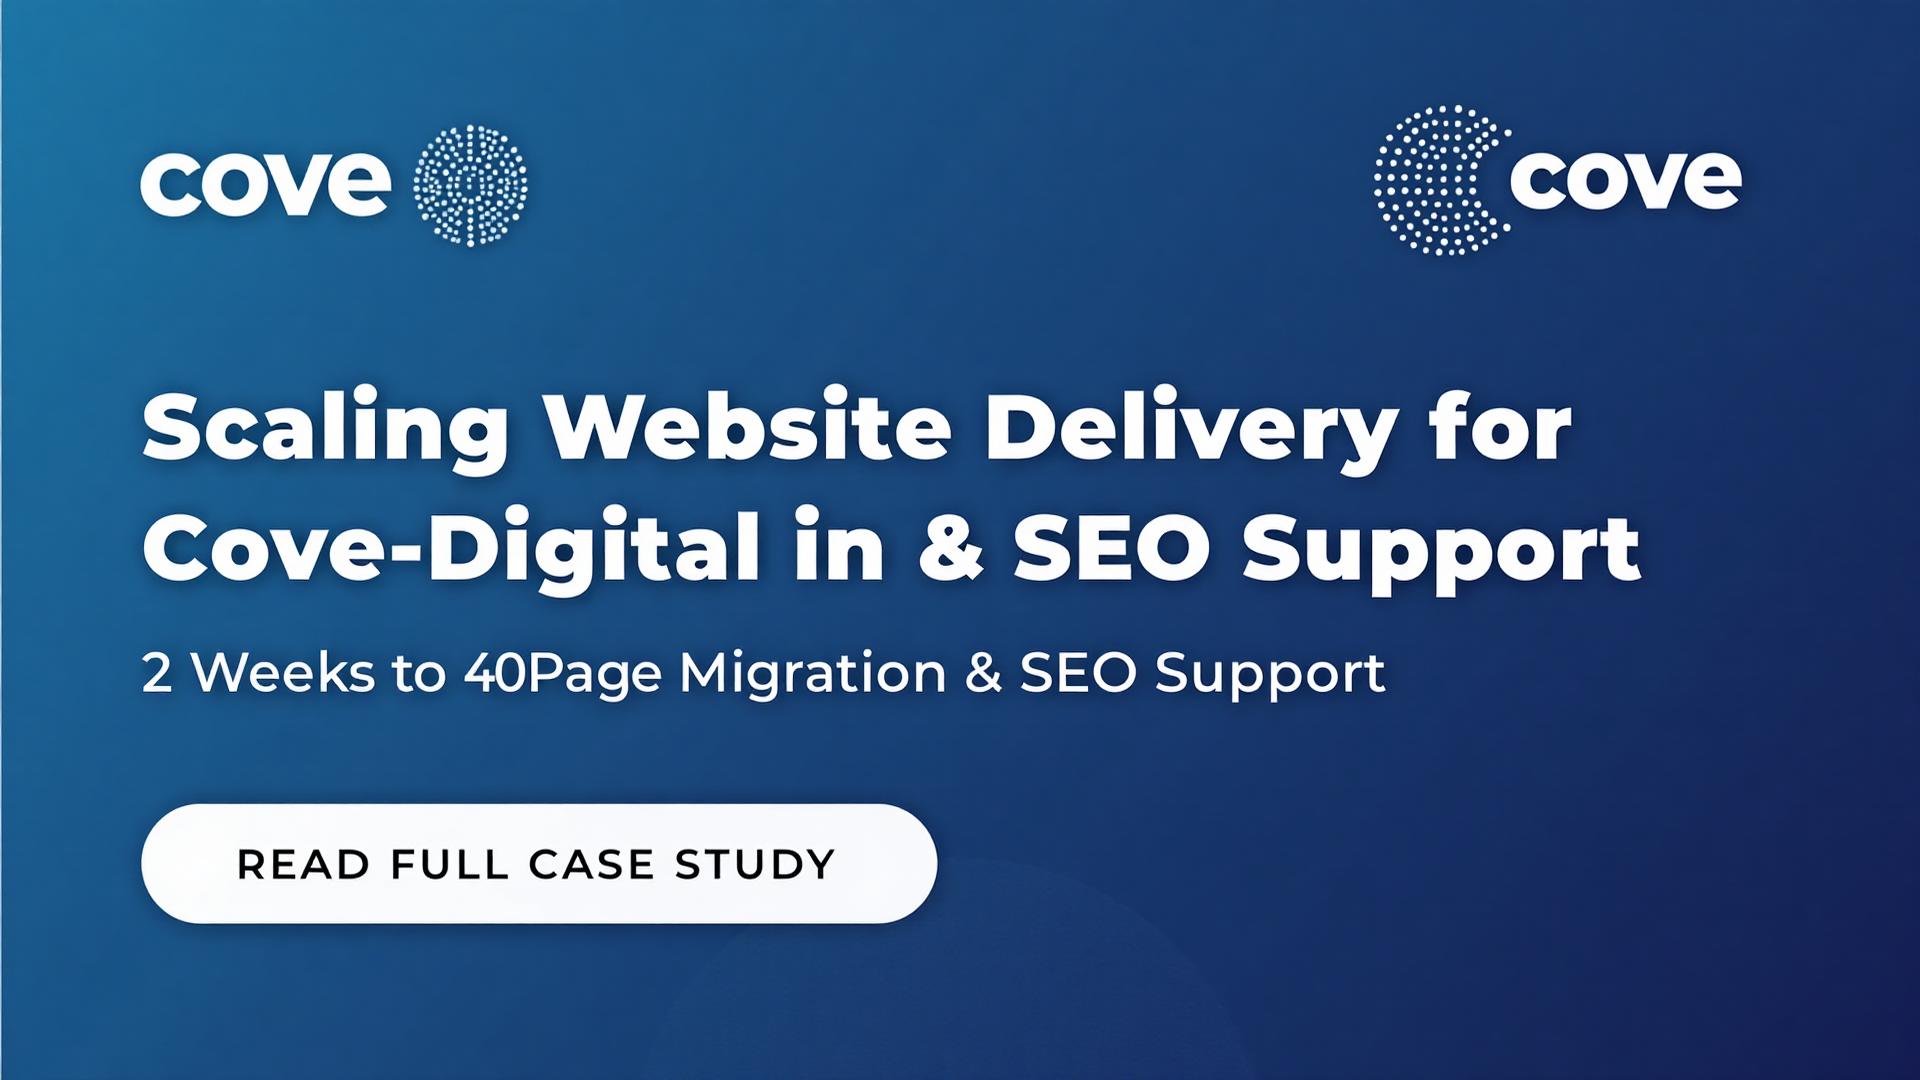 cove
cove
Scaling Website Delivery for
Cove-Digital in & SEO Support
2 Weeks to 40Page Migration & SEO Support
READ FULL CASE STUDY